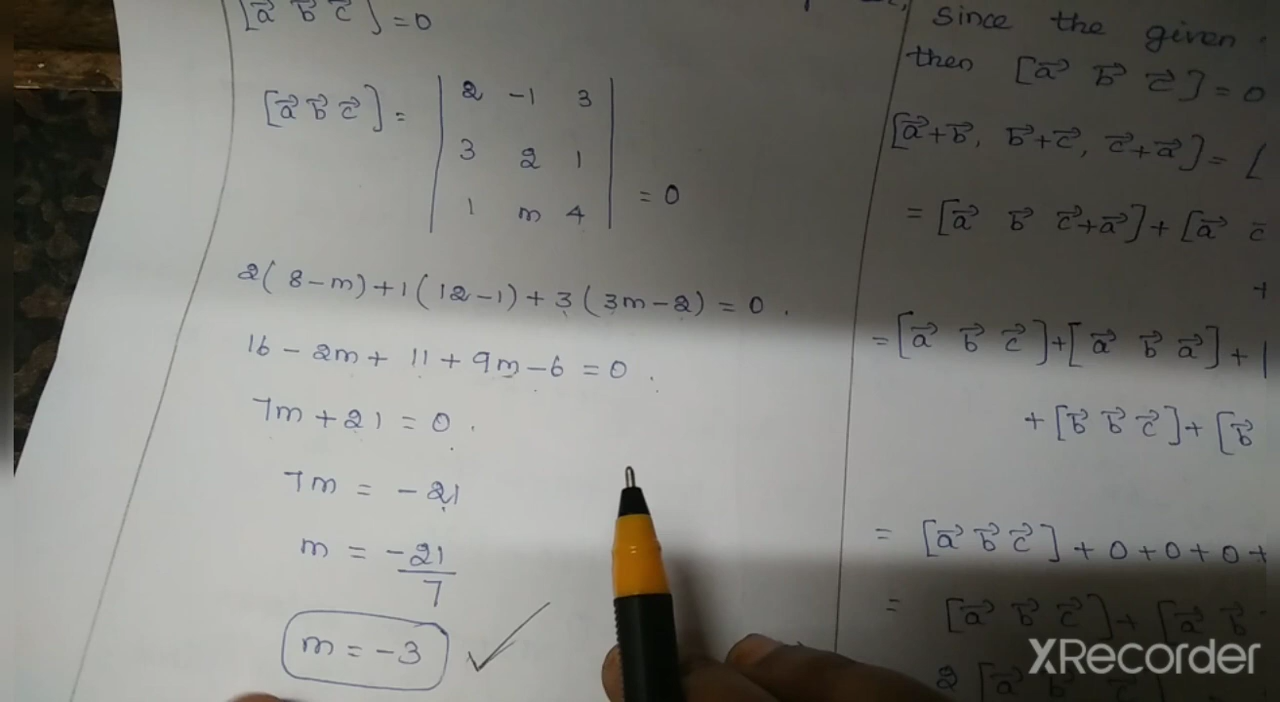 [a⃗ b⃗ c⃗] = 0
[a⃗ b⃗ c⃗] = | 2 -1 3 |
| 3 2 1 |
| 1 m 4 | = 0
2(8-m)+1(12-1)+3(3m-2) = 0.
16-2m+11+9m-6 = 0.
7m+21 = 0.
7m = -21
m = -21/7
m = -3 ✓
Since the given
then [a⃗ b⃗ c⃗] = 0
[a⃗+b⃗, b⃗+c⃗, c⃗+a⃗] = [
= [a⃗ b⃗ c⃗+a⃗] + [a⃗ c
+
= [a⃗ b⃗ c⃗] + [a⃗ b⃗ a⃗] +
+ [b⃗ b⃗ c⃗] + [b⃗
= [a⃗ b⃗ c⃗] + 0 + 0 + 0 +
= [a⃗ b⃗ c⃗] + [a⃗ b⃗
2 [a⃗ b⃗ c⃗]
XRecorder